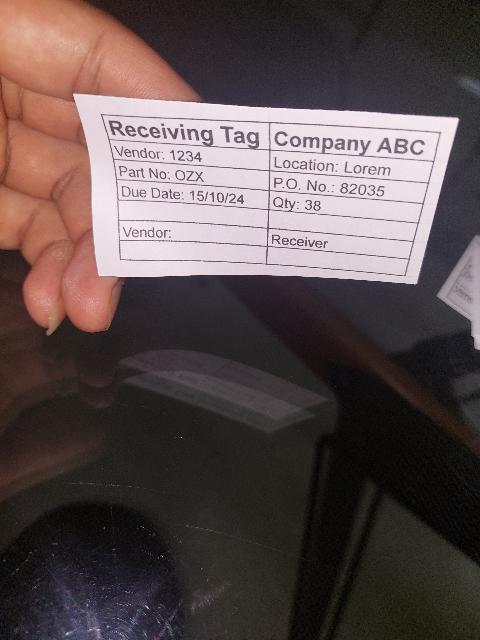 Receiving Tag Company ABC
Vendor: 1234 Location: Lorem
Part No: OZX P.O. No.: 82035
Due Date: 15/10/24 Qty: 38
Vendor: Receiver